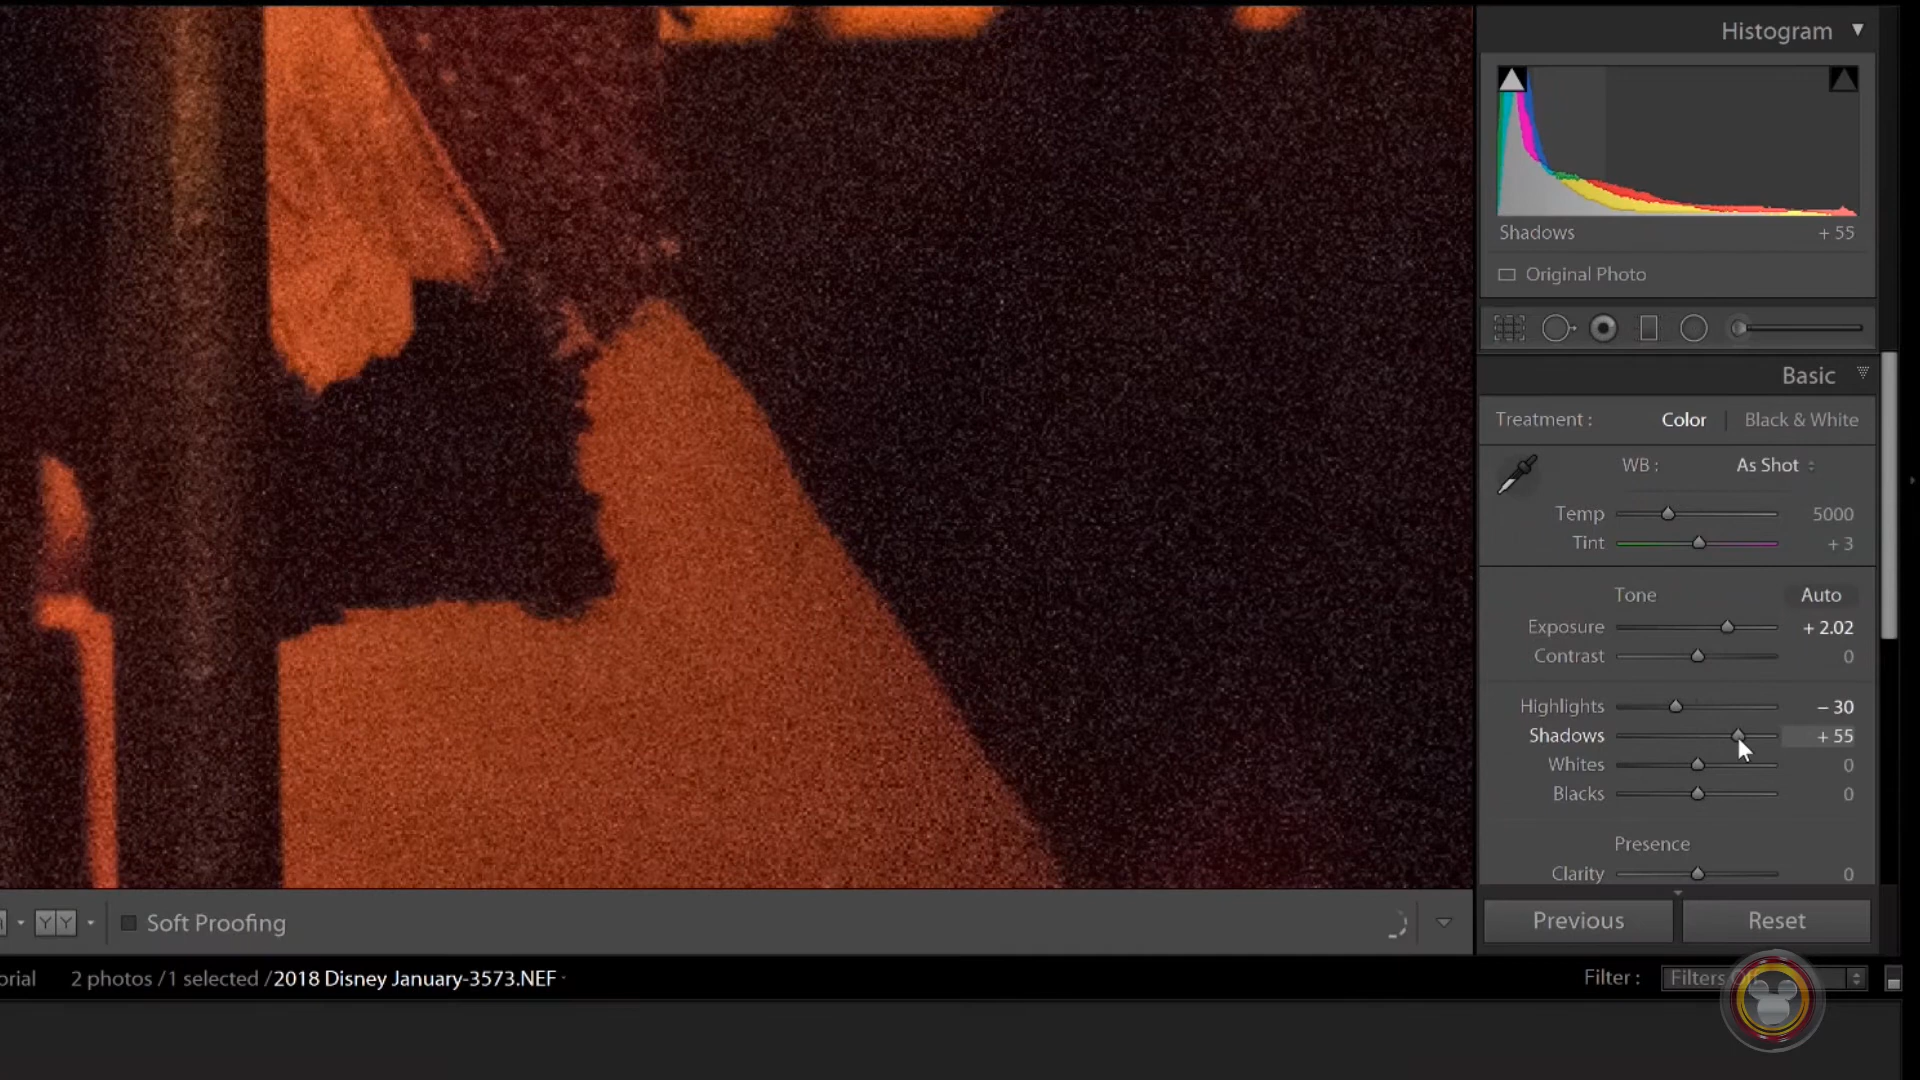 Histogram
Shadows + 55
Original Photo
Basic
Treatment : Color Black & White
WB : As Shot
Temp 5000
Tint + 3
Tone Auto
Exposure + 2.02
Contrast 0
Highlights – 30
Shadows + 55
Whites 0
Blacks 0
Presence
Clarity 0
YY Soft Proofing
Previous Reset
orial 2 photos / 1 selected / 2018 Disney January-3573.NEF
Filter : Filters